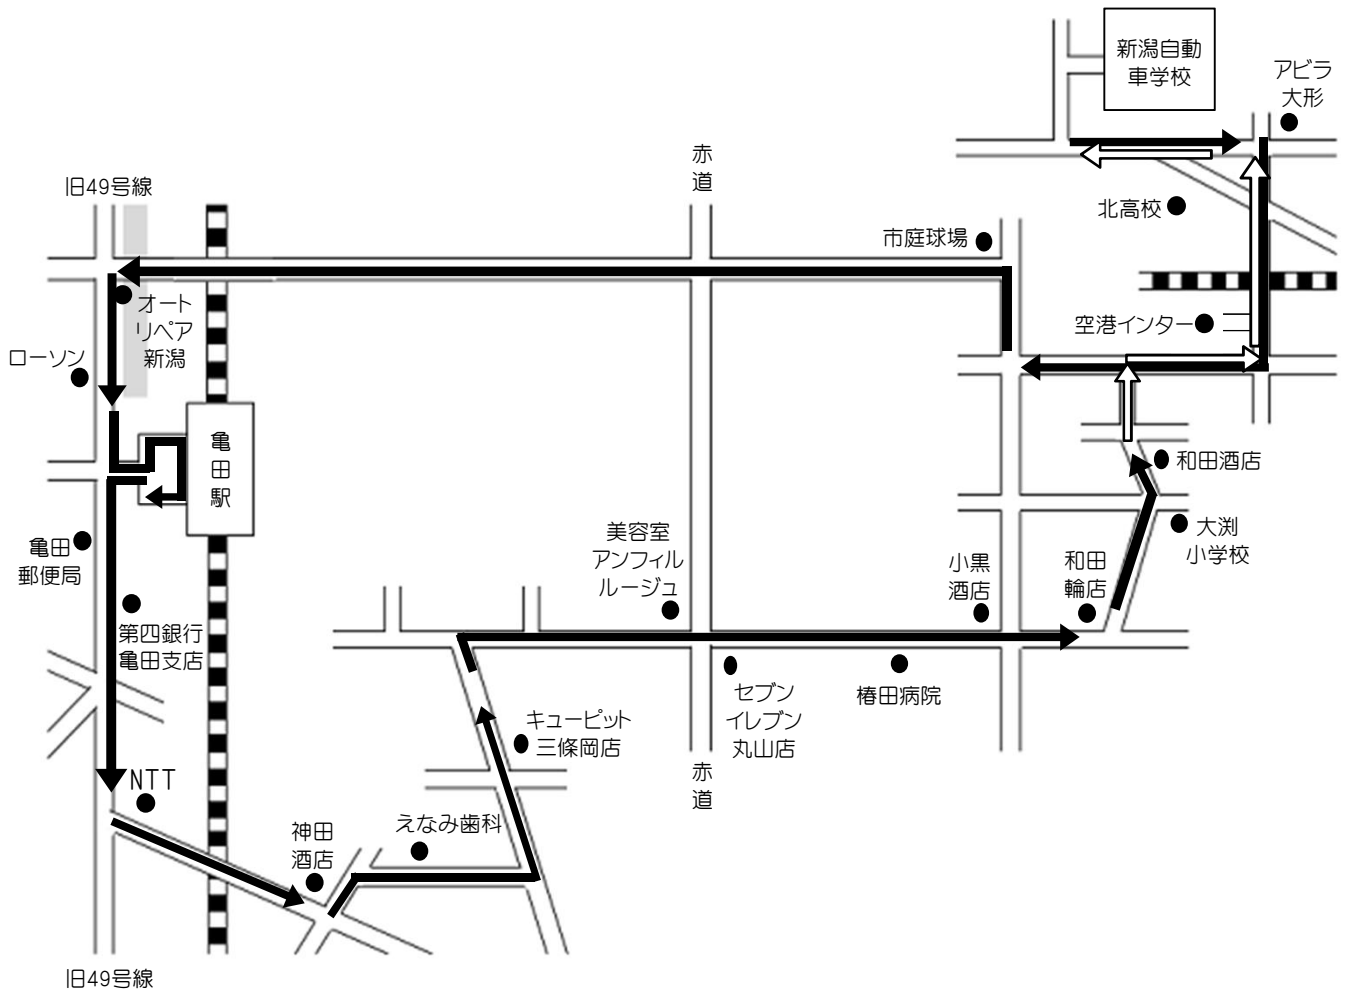 新潟自動
車学校
アビラ
大形
赤
道
旧49号線
北高校
市庭球場
オート
リペア
新潟
空港インター
ローソン
亀
田
駅
和田酒店
大渕
小学校
美容室
アンフィル
ルージュ
小黒
酒店
和田
輪店
亀田
郵便局
第四銀行
亀田支店
セブン
イレブン
丸山店
椿田病院
キューピット
三條岡店
NTT
赤
道
えなみ歯科
神田
酒店
旧49号線